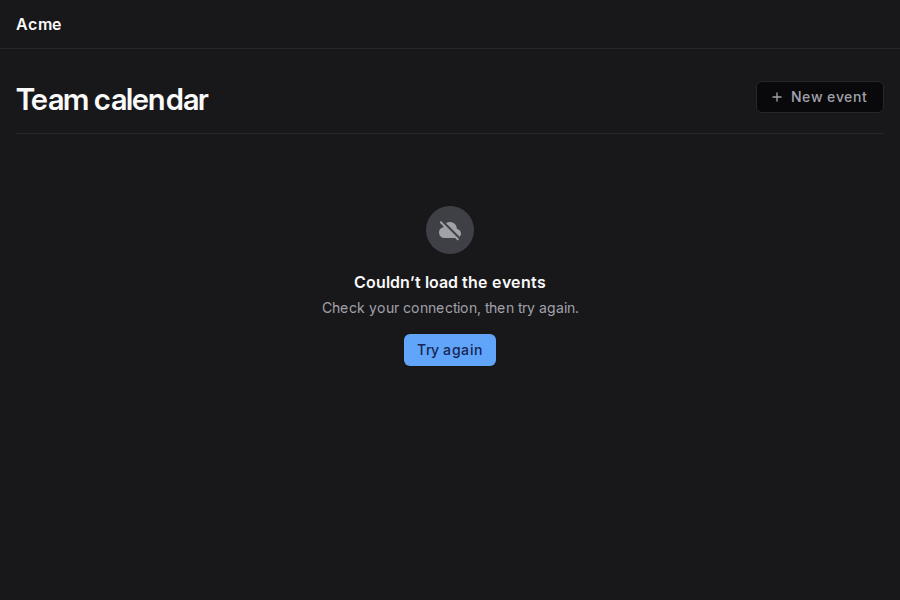 Acme
Team calendar
+ New event
Couldn’t load the events
Check your connection, then try again.
Try again